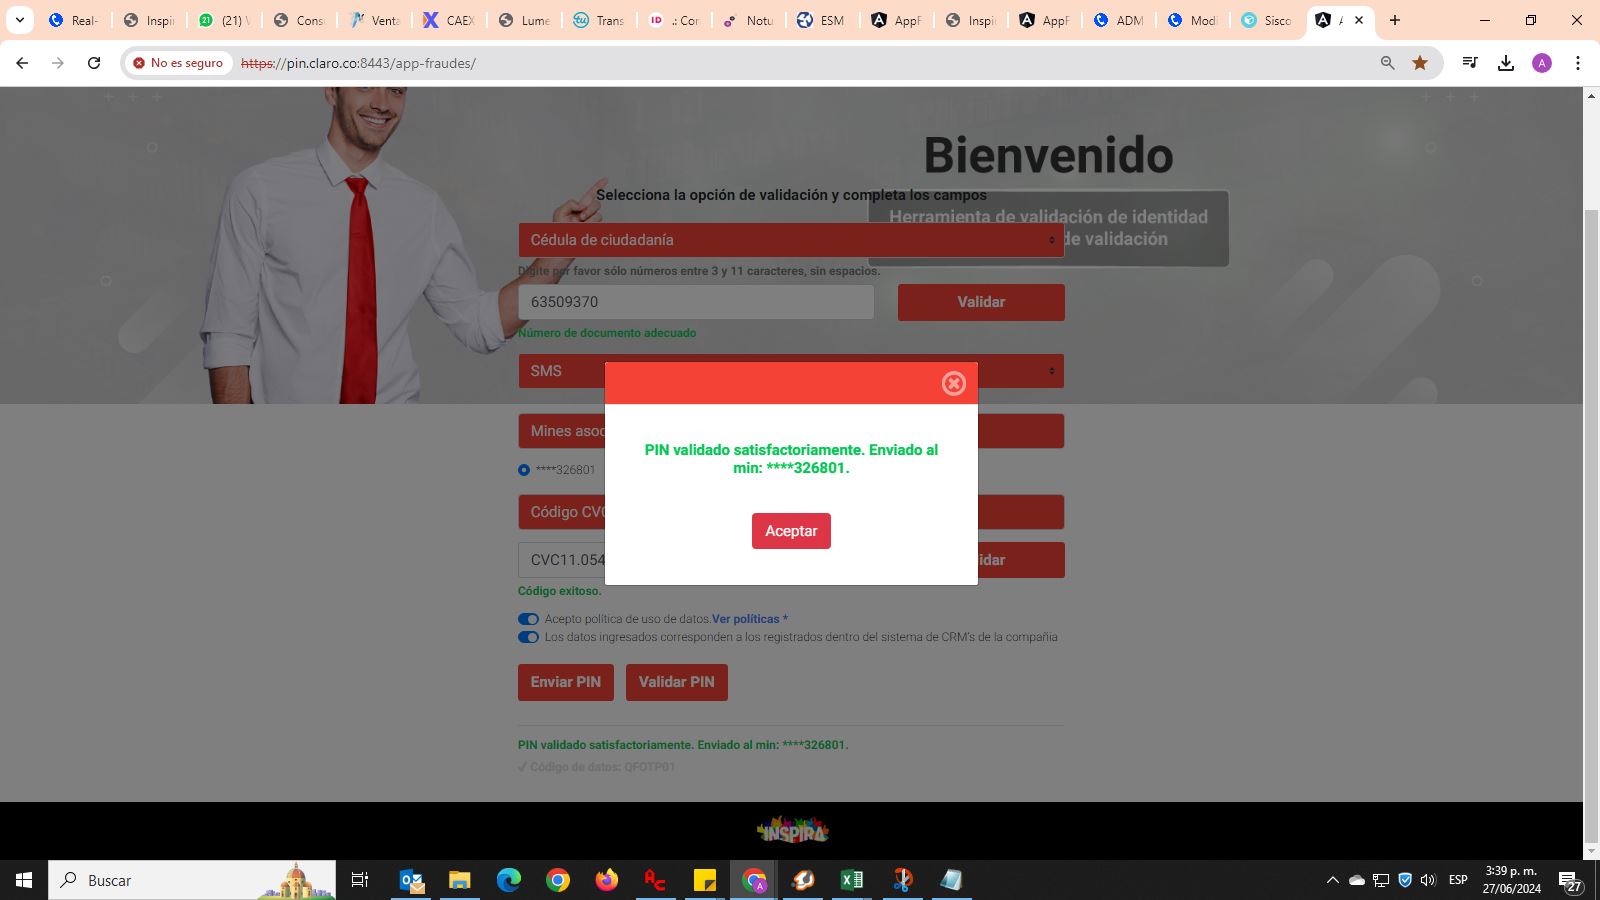 Real-
Inspir
(21) V
Consu
Venta
CAEX
Lume
Trans
.: Con
Notu
ESM
AppF
Inspir
AppF
ADM
Modi
Sisco
No es seguro
https://pin.claro.co:8443/app-fraudes/
A
Bienvenido
Selecciona la opción de validación y completa los campos
Herramienta de validación de identidad
de validación
Cédula de ciudadanía
Digite por favor sólo números entre 3 y 11 caracteres, sin espacios.
63509370
Validar
Número de documento adecuado
SMS
Mines asoc
****326801
PIN validado satisfactoriamente. Enviado al
min: ****326801.
Aceptar
Código CVC
CVC11.054
idar
Código exitoso.
Acepto política de uso de datos.Ver políticas *
Los datos ingresados corresponden a los registrados dentro del sistema de CRM's de la compañia
Enviar PIN
Validar PIN
PIN validado satisfactoriamente. Enviado al min: ****326801.
✔ Código de datos: QFOTP01
INSPIRA
Buscar
ESP
3:39 p. m.
27/06/2024
27